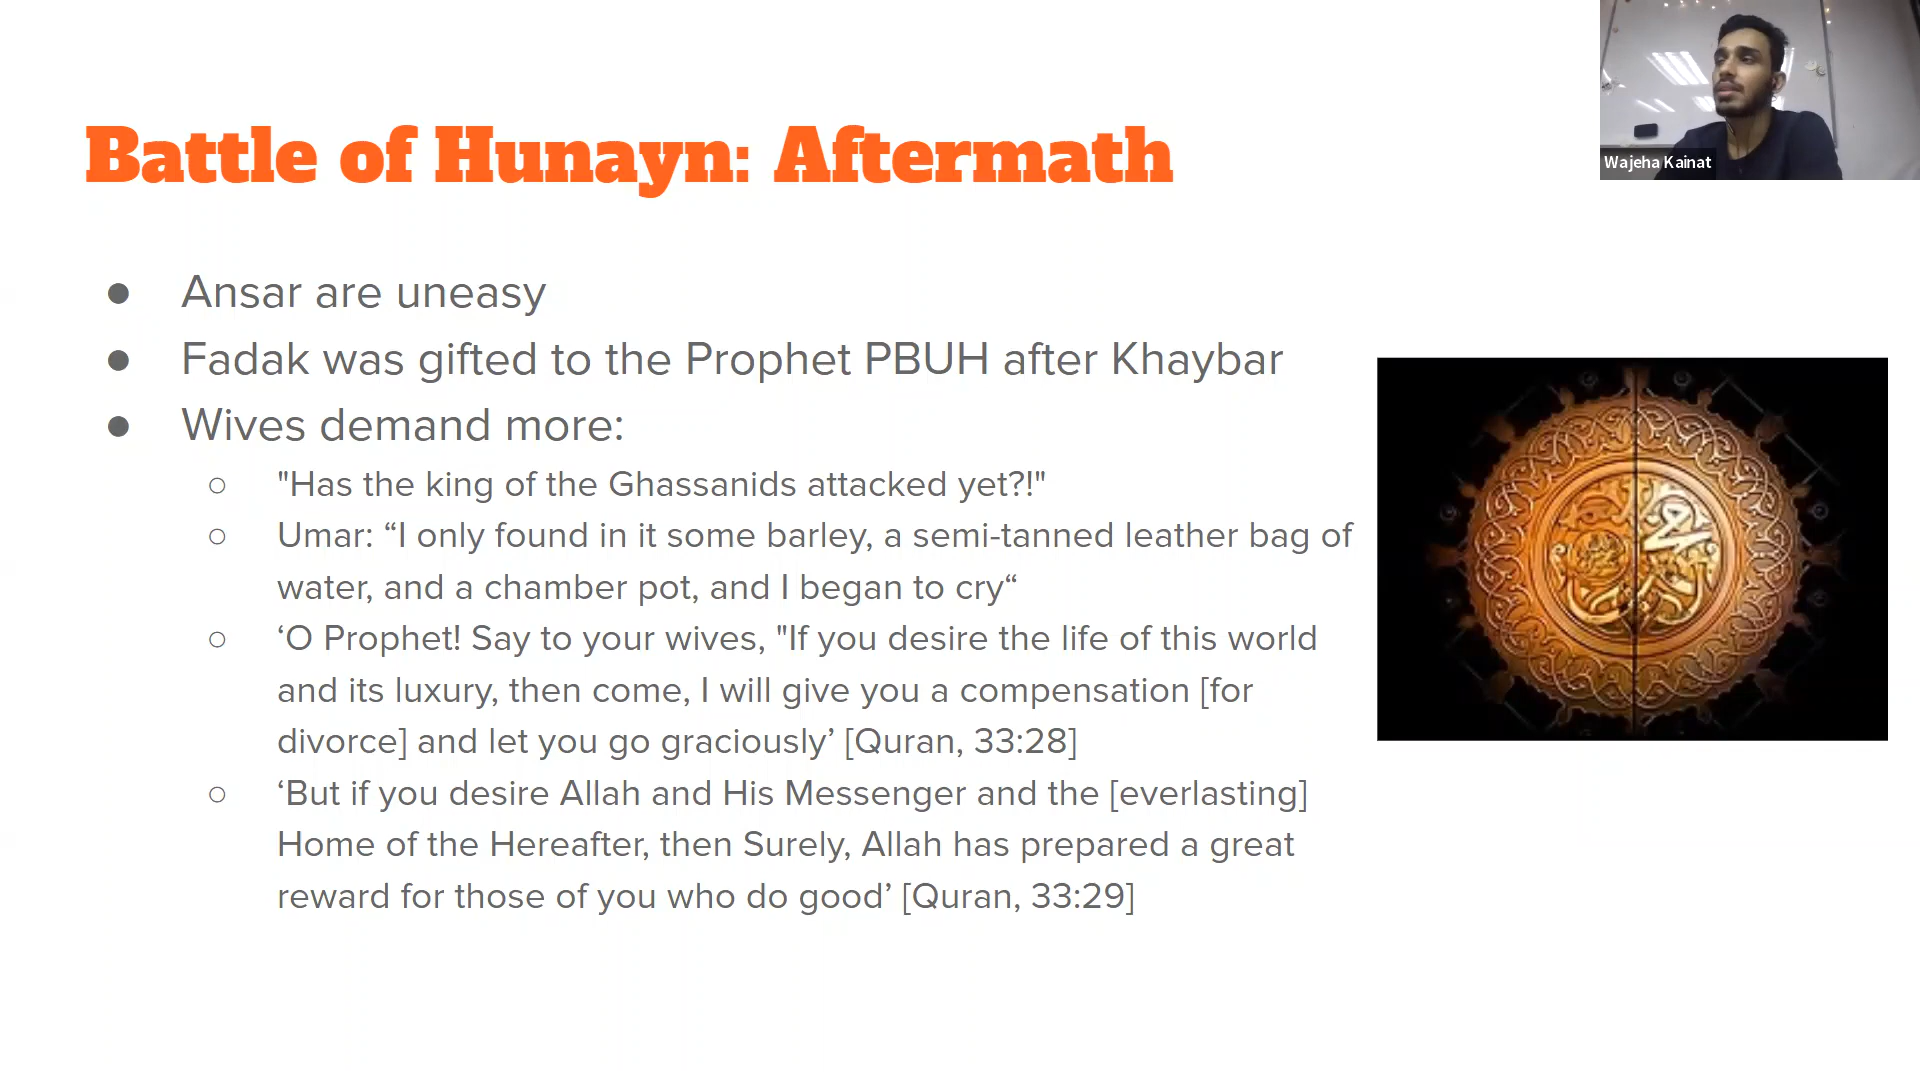 Battle of Hunayn: Aftermath
Wajeha Kainat
● Ansar are uneasy
● Fadak was gifted to the Prophet PBUH after Khaybar
● Wives demand more:
○ "Has the king of the Ghassanids attacked yet?!"
○ Umar: “I only found in it some barley, a semi-tanned leather bag of
water, and a chamber pot, and I began to cry“
○ ‘O Prophet! Say to your wives, "If you desire the life of this world
and its luxury, then come, I will give you a compensation [for
divorce] and let you go graciously’ [Quran, 33:28]
○ ‘But if you desire Allah and His Messenger and the [everlasting]
Home of the Hereafter, then Surely, Allah has prepared a great
reward for those of you who do good’ [Quran, 33:29]